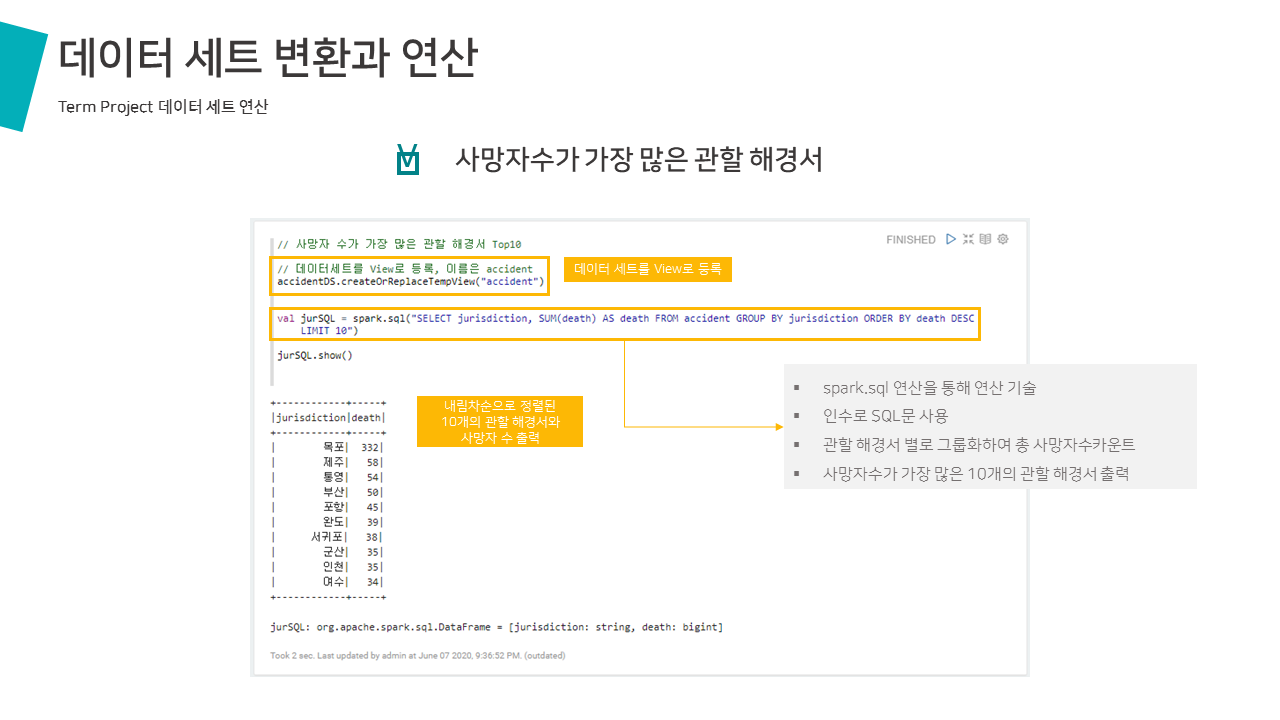 데이터 세트 변환과 연산
Term Project 데이터 세트 연산
사망자수가 가장 많은 관할 해경서
FINISHED
// 사망자 수가 가장 많은 관할 해경서 Top10
// 데이터세트를 View로 등록, 이름은 accident
accidentDS.createOrReplaceTempView("accident")
데이터 세트를 View로 등록
val jurSQL = spark.sql("SELECT jurisdiction, SUM(death) AS death FROM accident GROUP BY jurisdiction ORDER BY death DESC
LIMIT 10")
jurSQL.show()
+------------+-----+
|jurisdiction|death|
+------------+-----+
| 목포| 332|
| 제주| 58|
| 통영| 54|
| 부산| 50|
| 포항| 45|
| 완도| 39|
| 서귀포| 38|
| 군산| 35|
| 인천| 35|
| 여수| 34|
+------------+-----+
내림차순으로 정렬된
10개의 관할 해경서와
사망자 수 출력
▪ spark.sql 연산을 통해 연산 기술
▪ 인수로 SQL문 사용
▪ 관할 해경서 별로 그룹화하여 총 사망자수카운트
▪ 사망자수가 가장 많은 10개의 관할 해경서 출력
jurSQL: org.apache.spark.sql.DataFrame = [jurisdiction: string, death: bigint]
Took 2 sec. Last updated by admin at June 07 2020, 9:36:52 PM. (outdated)